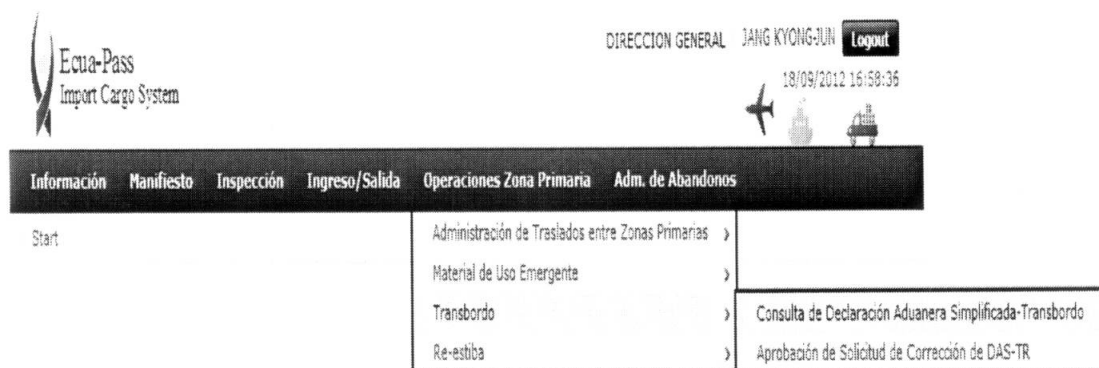 Ecua-Pass
Import Cargo System
DIRECCION GENERAL JANG KYONG-JUN Logout
18/09/2012 16:58:36
Información Manifiesto Inspección Ingreso/Salida Operaciones Zona Primaria Adm. de Abandonos
Start
Administración de Traslados entre Zonas Primarias >
Material de Uso Emergente >
Transbordo > Consulta de Declaración Aduanera Simplificada-Transbordo
Re-estiba > Aprobación de Solicitud de Corrección de DAS-TR